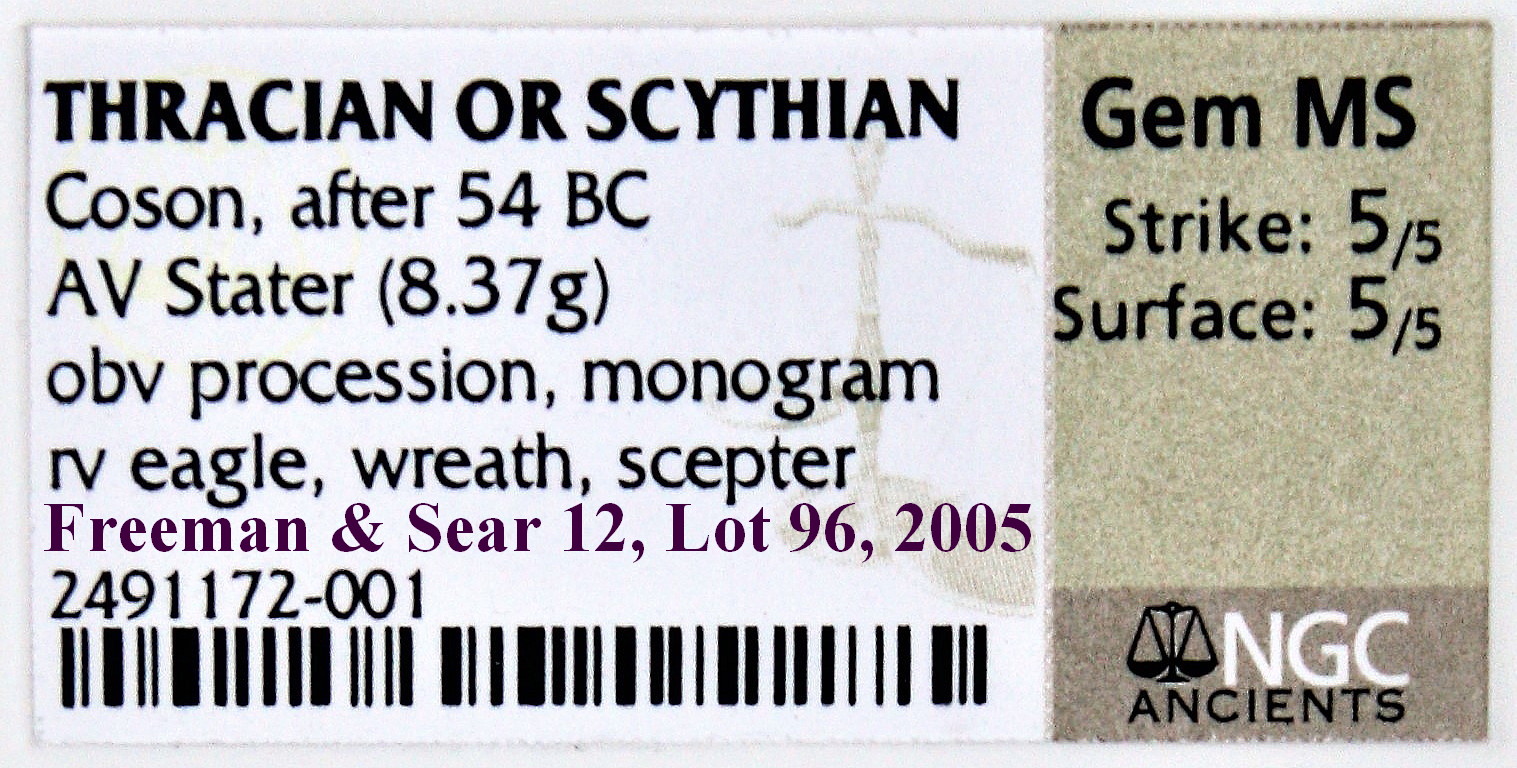 THRACIAN OR SCYTHIAN
Coson, after 54 BC
AV Stater (8.37g)
obv procession, monogram
rv eagle, wreath, scepter
Freeman & Sear 12, Lot 96, 2005
2491172-001
Gem MS
Strike: 5/5
Surface: 5/5
NGC
ANCIENTS